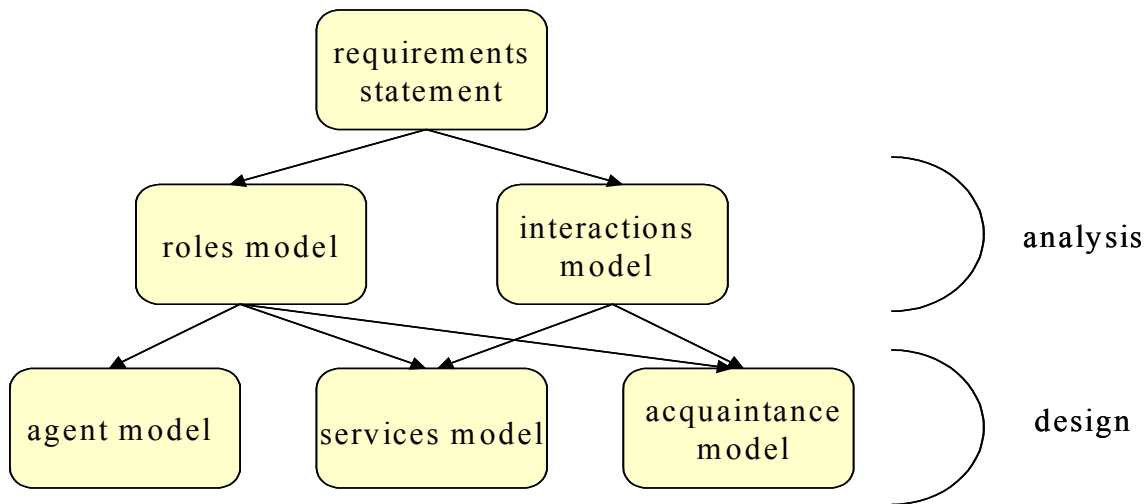 requirements
statement
roles model
interactions
model
analysis
agent model
services model
acquaintance
model
design